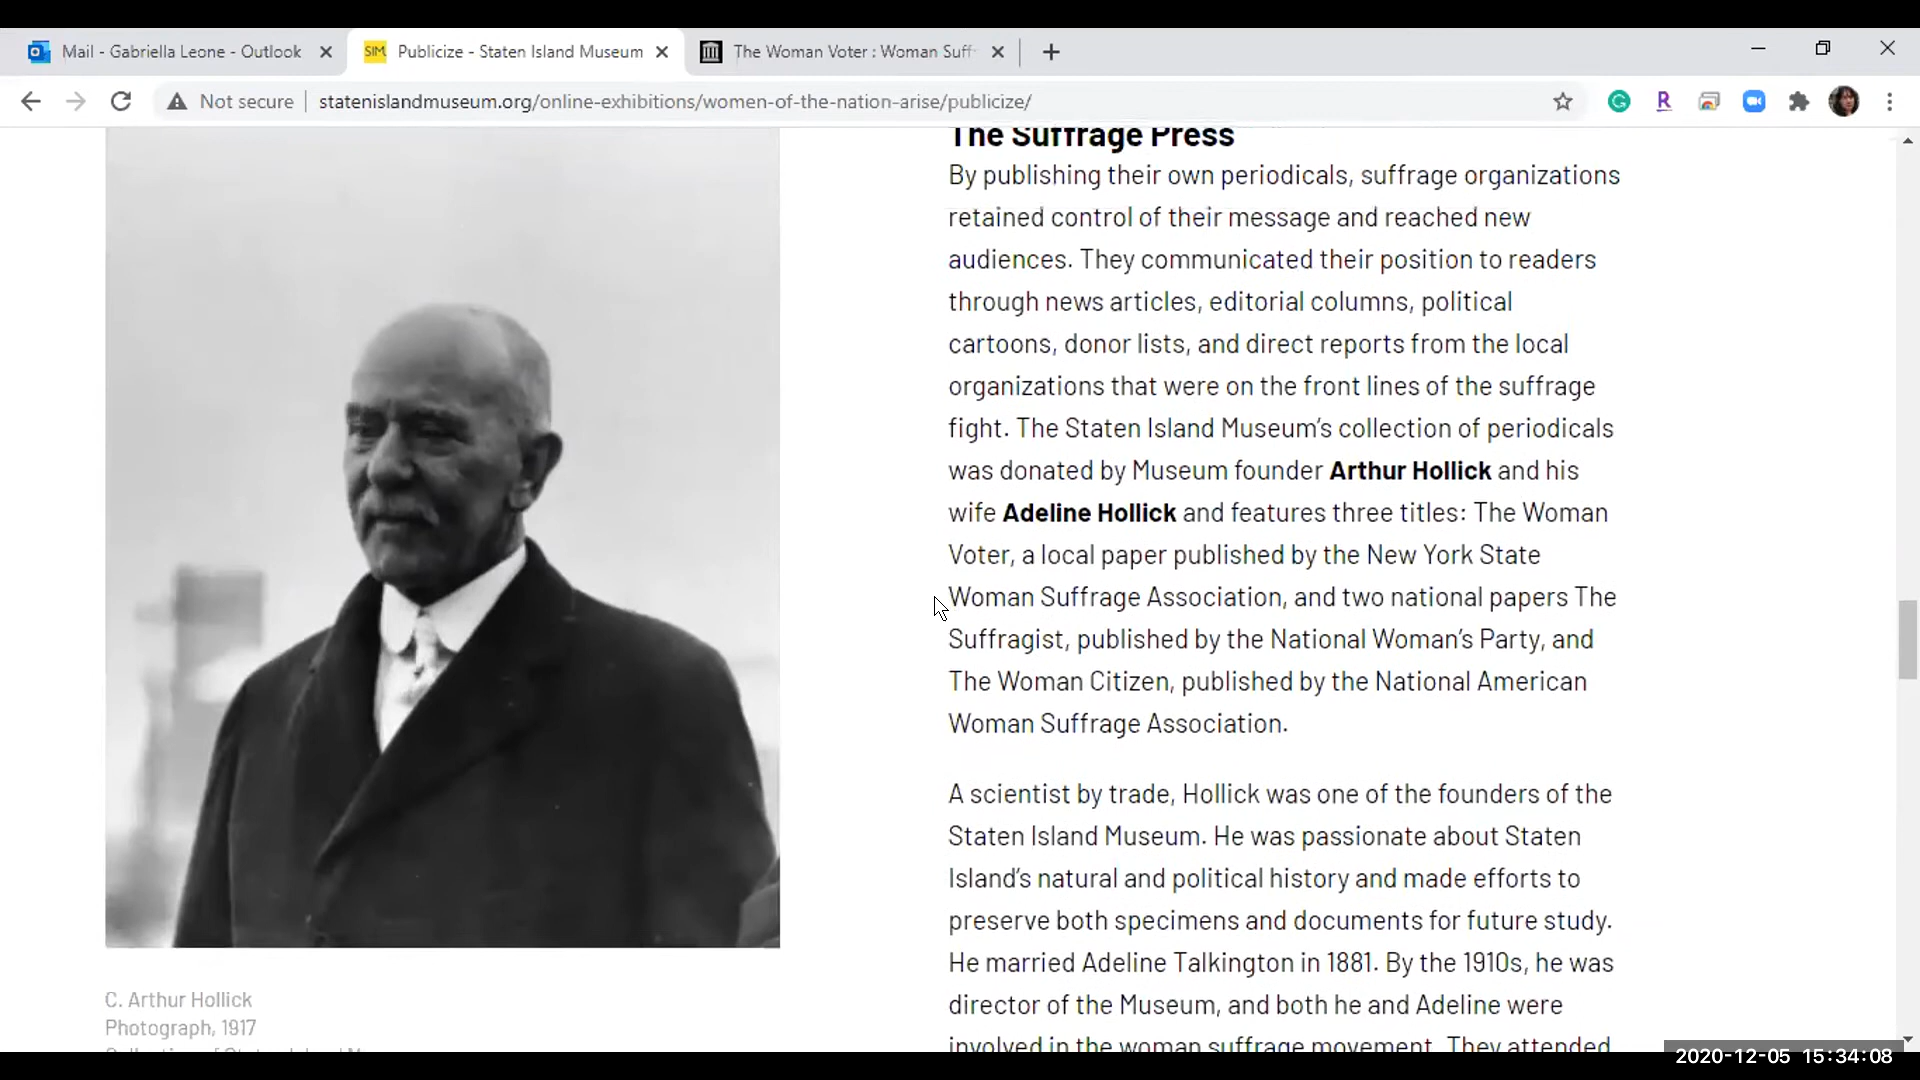 Mail - Gabriella Leone - Outlook
SIM Publicize - Staten Island Museum
The Woman Voter : Woman Suff
Not secure
statenislandmuseum.org/online-exhibitions/women-of-the-nation-arise/publicize/
The Suffrage Press
By publishing their own periodicals, suffrage organizations
retained control of their message and reached new
audiences. They communicated their position to readers
through news articles, editorial columns, political
cartoons, donor lists, and direct reports from the local
organizations that were on the front lines of the suffrage
fight. The Staten Island Museum’s collection of periodicals
was donated by Museum founder Arthur Hollick and his
wife Adeline Hollick and features three titles: The Woman
Voter, a local paper published by the New York State
Woman Suffrage Association, and two national papers The
Suffragist, published by the National Woman’s Party, and
The Woman Citizen, published by the National American
Woman Suffrage Association.
A scientist by trade, Hollick was one of the founders of the
Staten Island Museum. He was passionate about Staten
Island’s natural and political history and made efforts to
preserve both specimens and documents for future study.
He married Adeline Talkington in 1881. By the 1910s, he was
director of the Museum, and both he and Adeline were
involved in the woman suffrage movement. They attended
C. Arthur Hollick
Photograph, 1917
2020-12-05 15:34:08